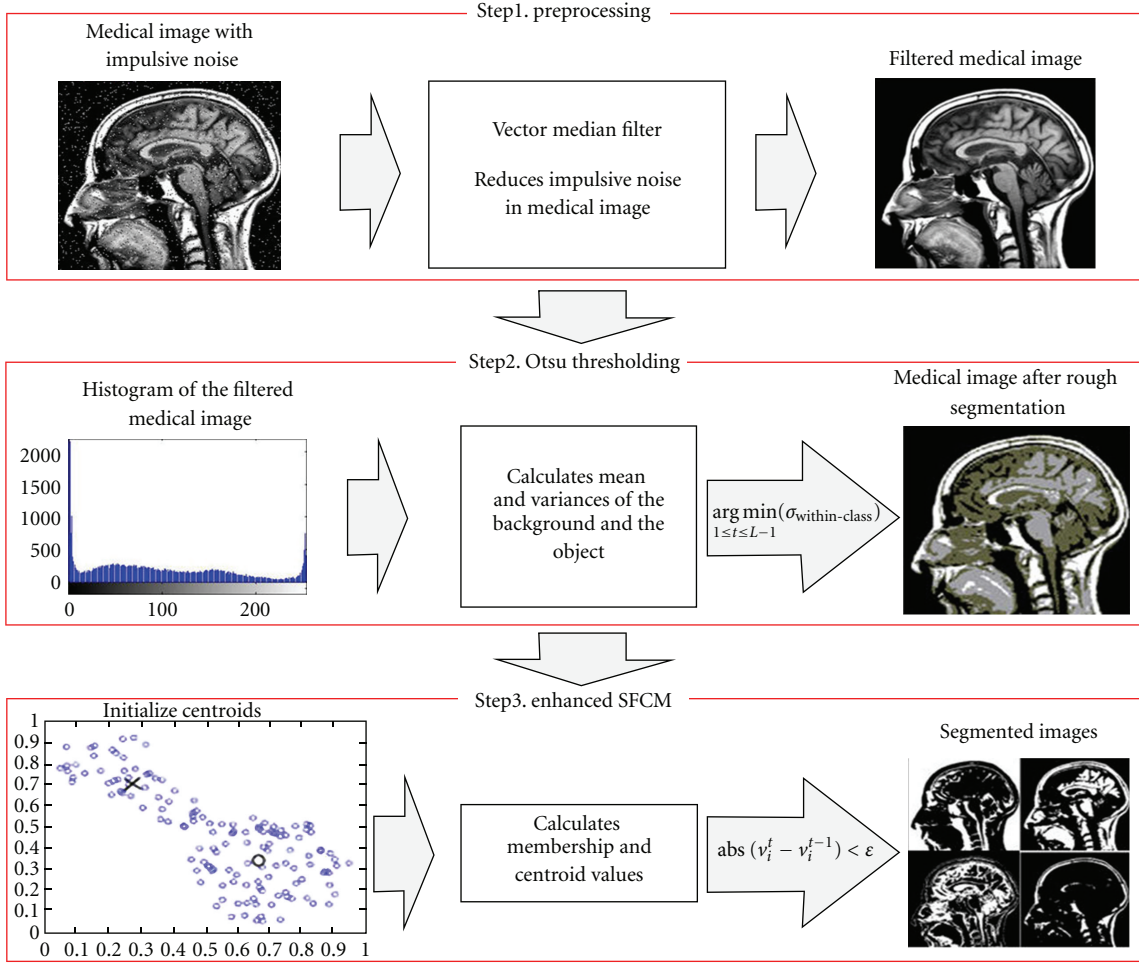 Step1. preprocessing
Medical image with
impulsive noise
Vector median filter
Reduces impulsive noise
in medical image
Filtered medical image
Step2. Otsu thresholding
Histogram of the filtered
medical image
2000
1500
1000
500
0
0 100 200
Calculates mean
and variances of the
background and the
object
arg min(σwithin-class)
1≤t≤L−1
Medical image after rough
segmentation
Step3. enhanced SFCM
Initialize centroids
1
0.9
0.8
0.7
0.6
0.5
0.4
0.3
0.2
0.1
0
0 0.1 0.2 0.3 0.4 0.5 0.6 0.7 0.8 0.9 1
Calculates
membership and
centroid values
abs (v_i^t − v_i^{t−1}) < ε
Segmented images